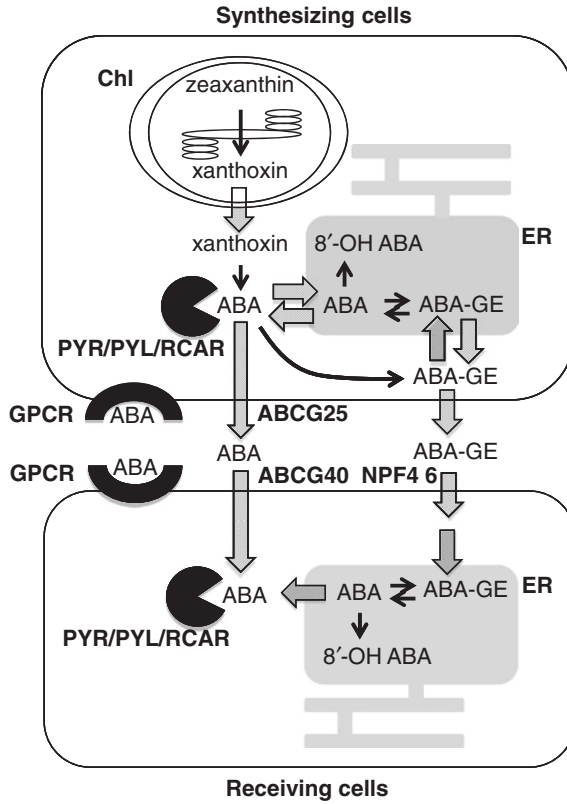 Synthesizing cells
Chl
zeaxanthin
xanthoxin
xanthoxin
8′-OH ABA
ER
ABA
ABA
ABA-GE
PYR/PYL/RCAR
ABA-GE
GPCR
ABA
ABCG25
ABA
ABA-GE
GPCR
ABA
ABCG40 NPF4 6
ABA
ABA
ABA-GE
ER
PYR/PYL/RCAR
8′-OH ABA
Receiving cells